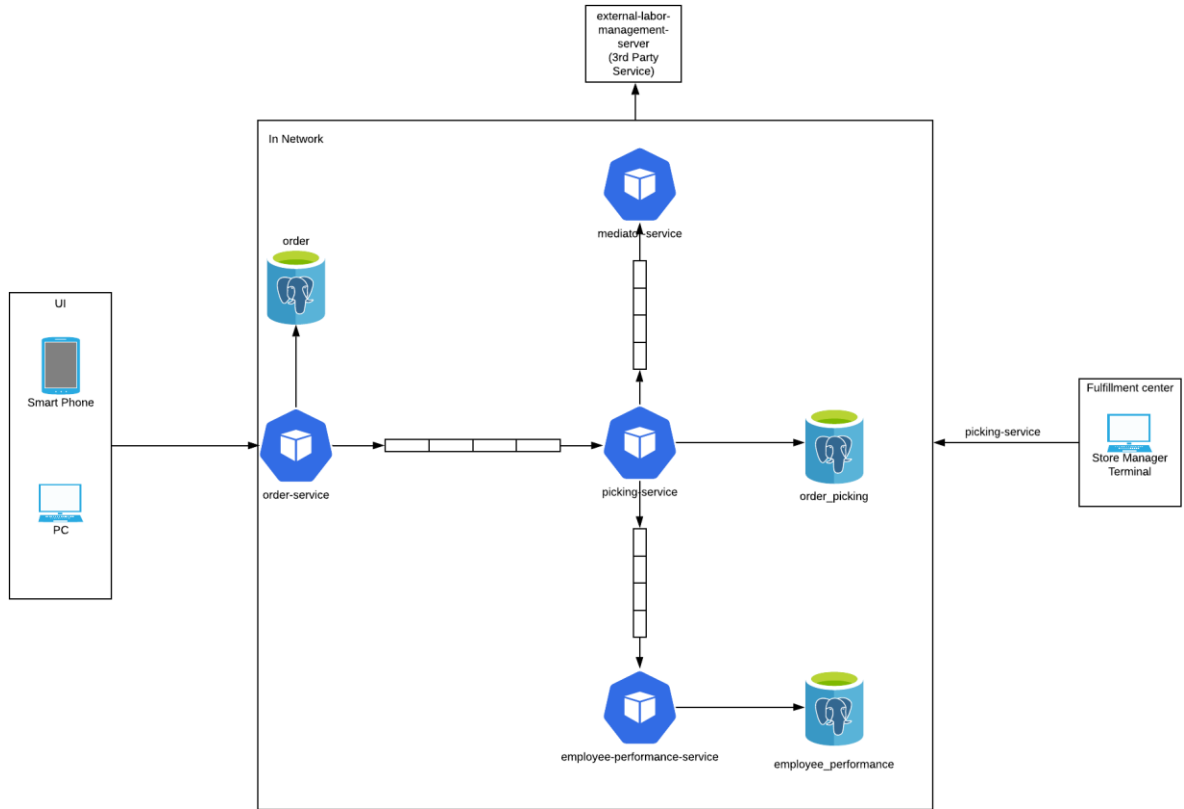 external-labor-
management-
server
(3rd Party
Service)
In Network
mediator-service
order
UI
Smart Phone
PC
order-service
picking-service
order_picking
picking-service
Fulfillment center
Store Manager
Terminal
employee-performance-service
employee_performance